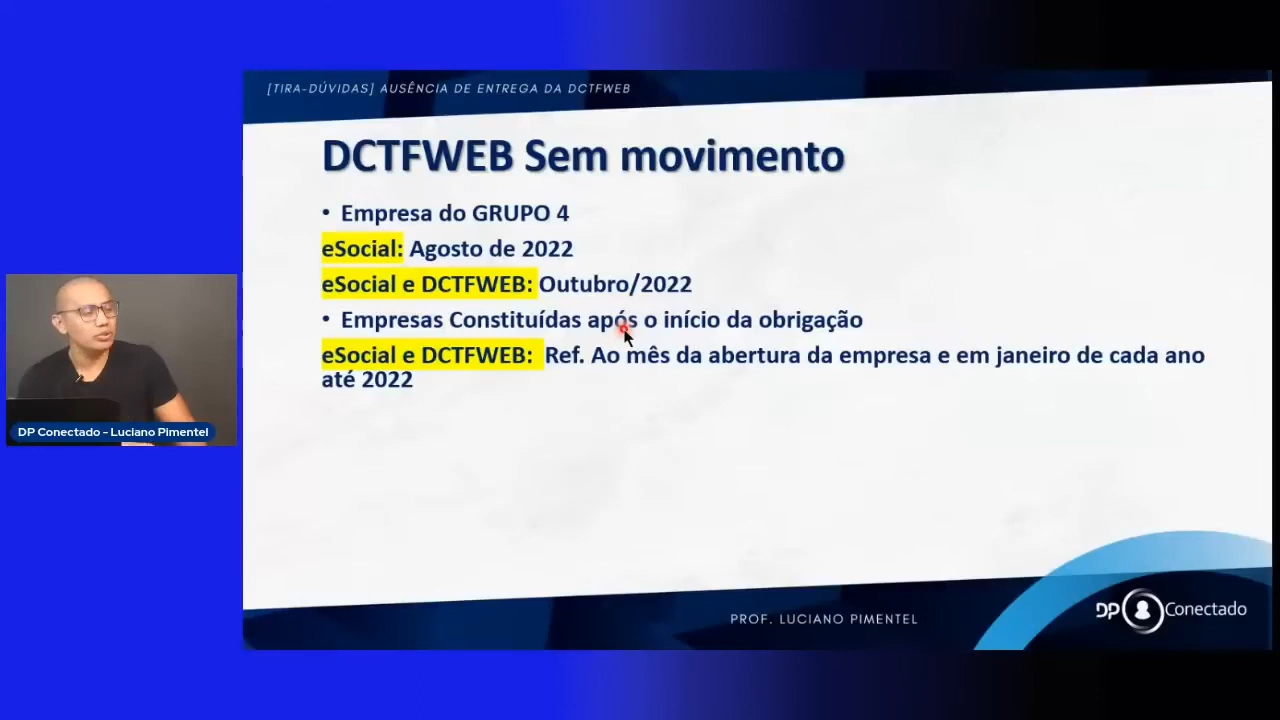 [TIRA-DÚVIDAS] AUSÊNCIA DE ENTREGA DA DCTFWEB
DCTFWEB Sem movimento
• Empresa do GRUPO 4
eSocial: Agosto de 2022
eSocial e DCTFWEB: Outubro/2022
• Empresas Constituídas após o início da obrigação
eSocial e DCTFWEB: Ref. Ao mês da abertura da empresa e em janeiro de cada ano
até 2022
DP Conectado - Luciano Pimentel
PROF. LUCIANO PIMENTEL
DP Conectado